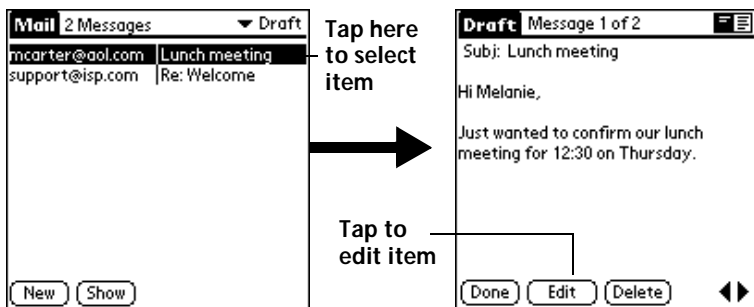 Mail 2 Messages Draft
mcarter@aol.com Lunch meeting
support@isp.com Re: Welcome
New Show
Tap here
to select
item
Tap to
edit item
Draft Message 1 of 2
Subj: Lunch meeting
Hi Melanie,
Just wanted to confirm our lunch
meeting for 12:30 on Thursday.
Done Edit Delete